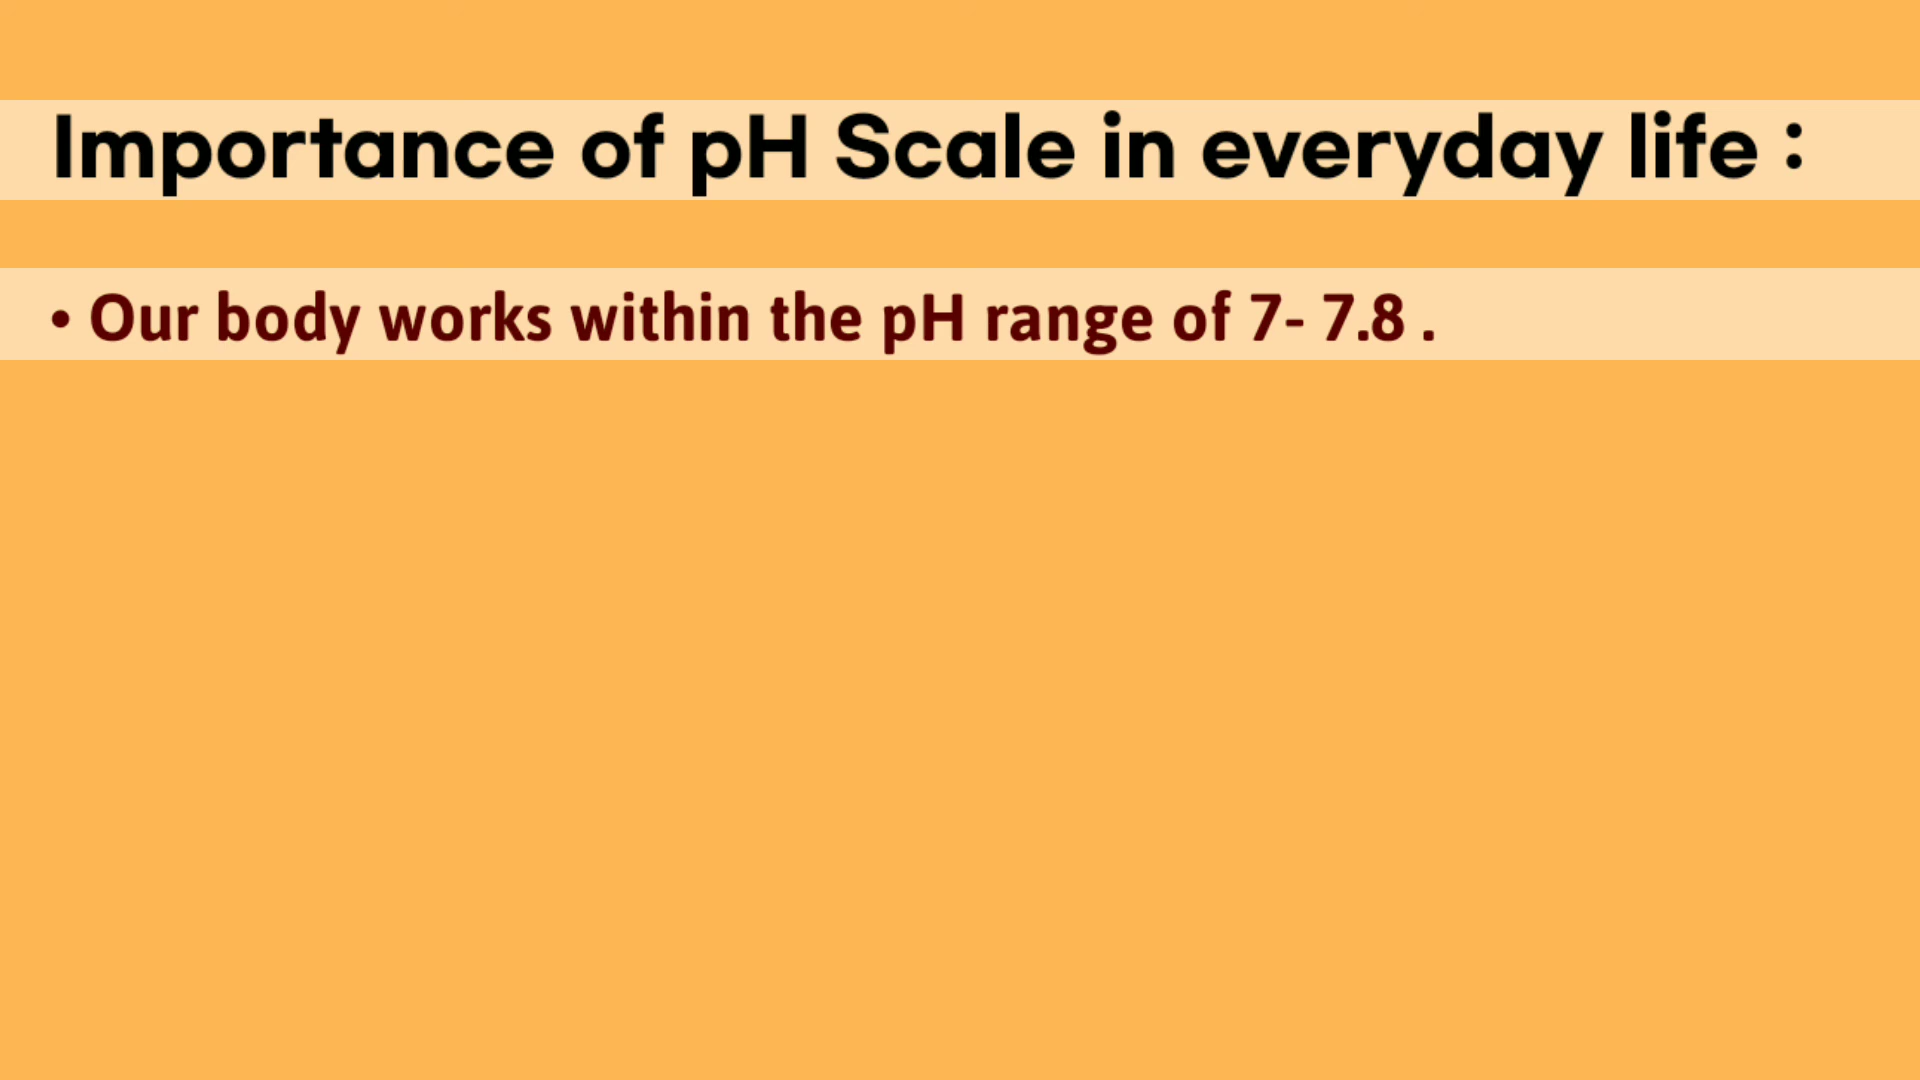 Importance of pH Scale in everyday life :
• Our body works within the pH range of 7- 7.8 .